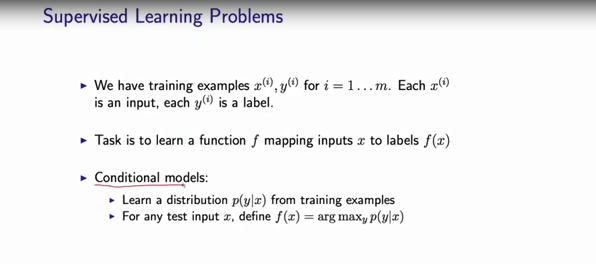 Supervised Learning Problems
▸ We have training examples x⁽ⁱ⁾, y⁽ⁱ⁾ for i = 1 . . . m. Each x⁽ⁱ⁾
is an input, each y⁽ⁱ⁾ is a label.
▸ Task is to learn a function f mapping inputs x to labels f(x)
▸ Conditional models:
▸ Learn a distribution p(y|x) from training examples
▸ For any test input x, define f(x) = arg maxᵧ p(y|x)